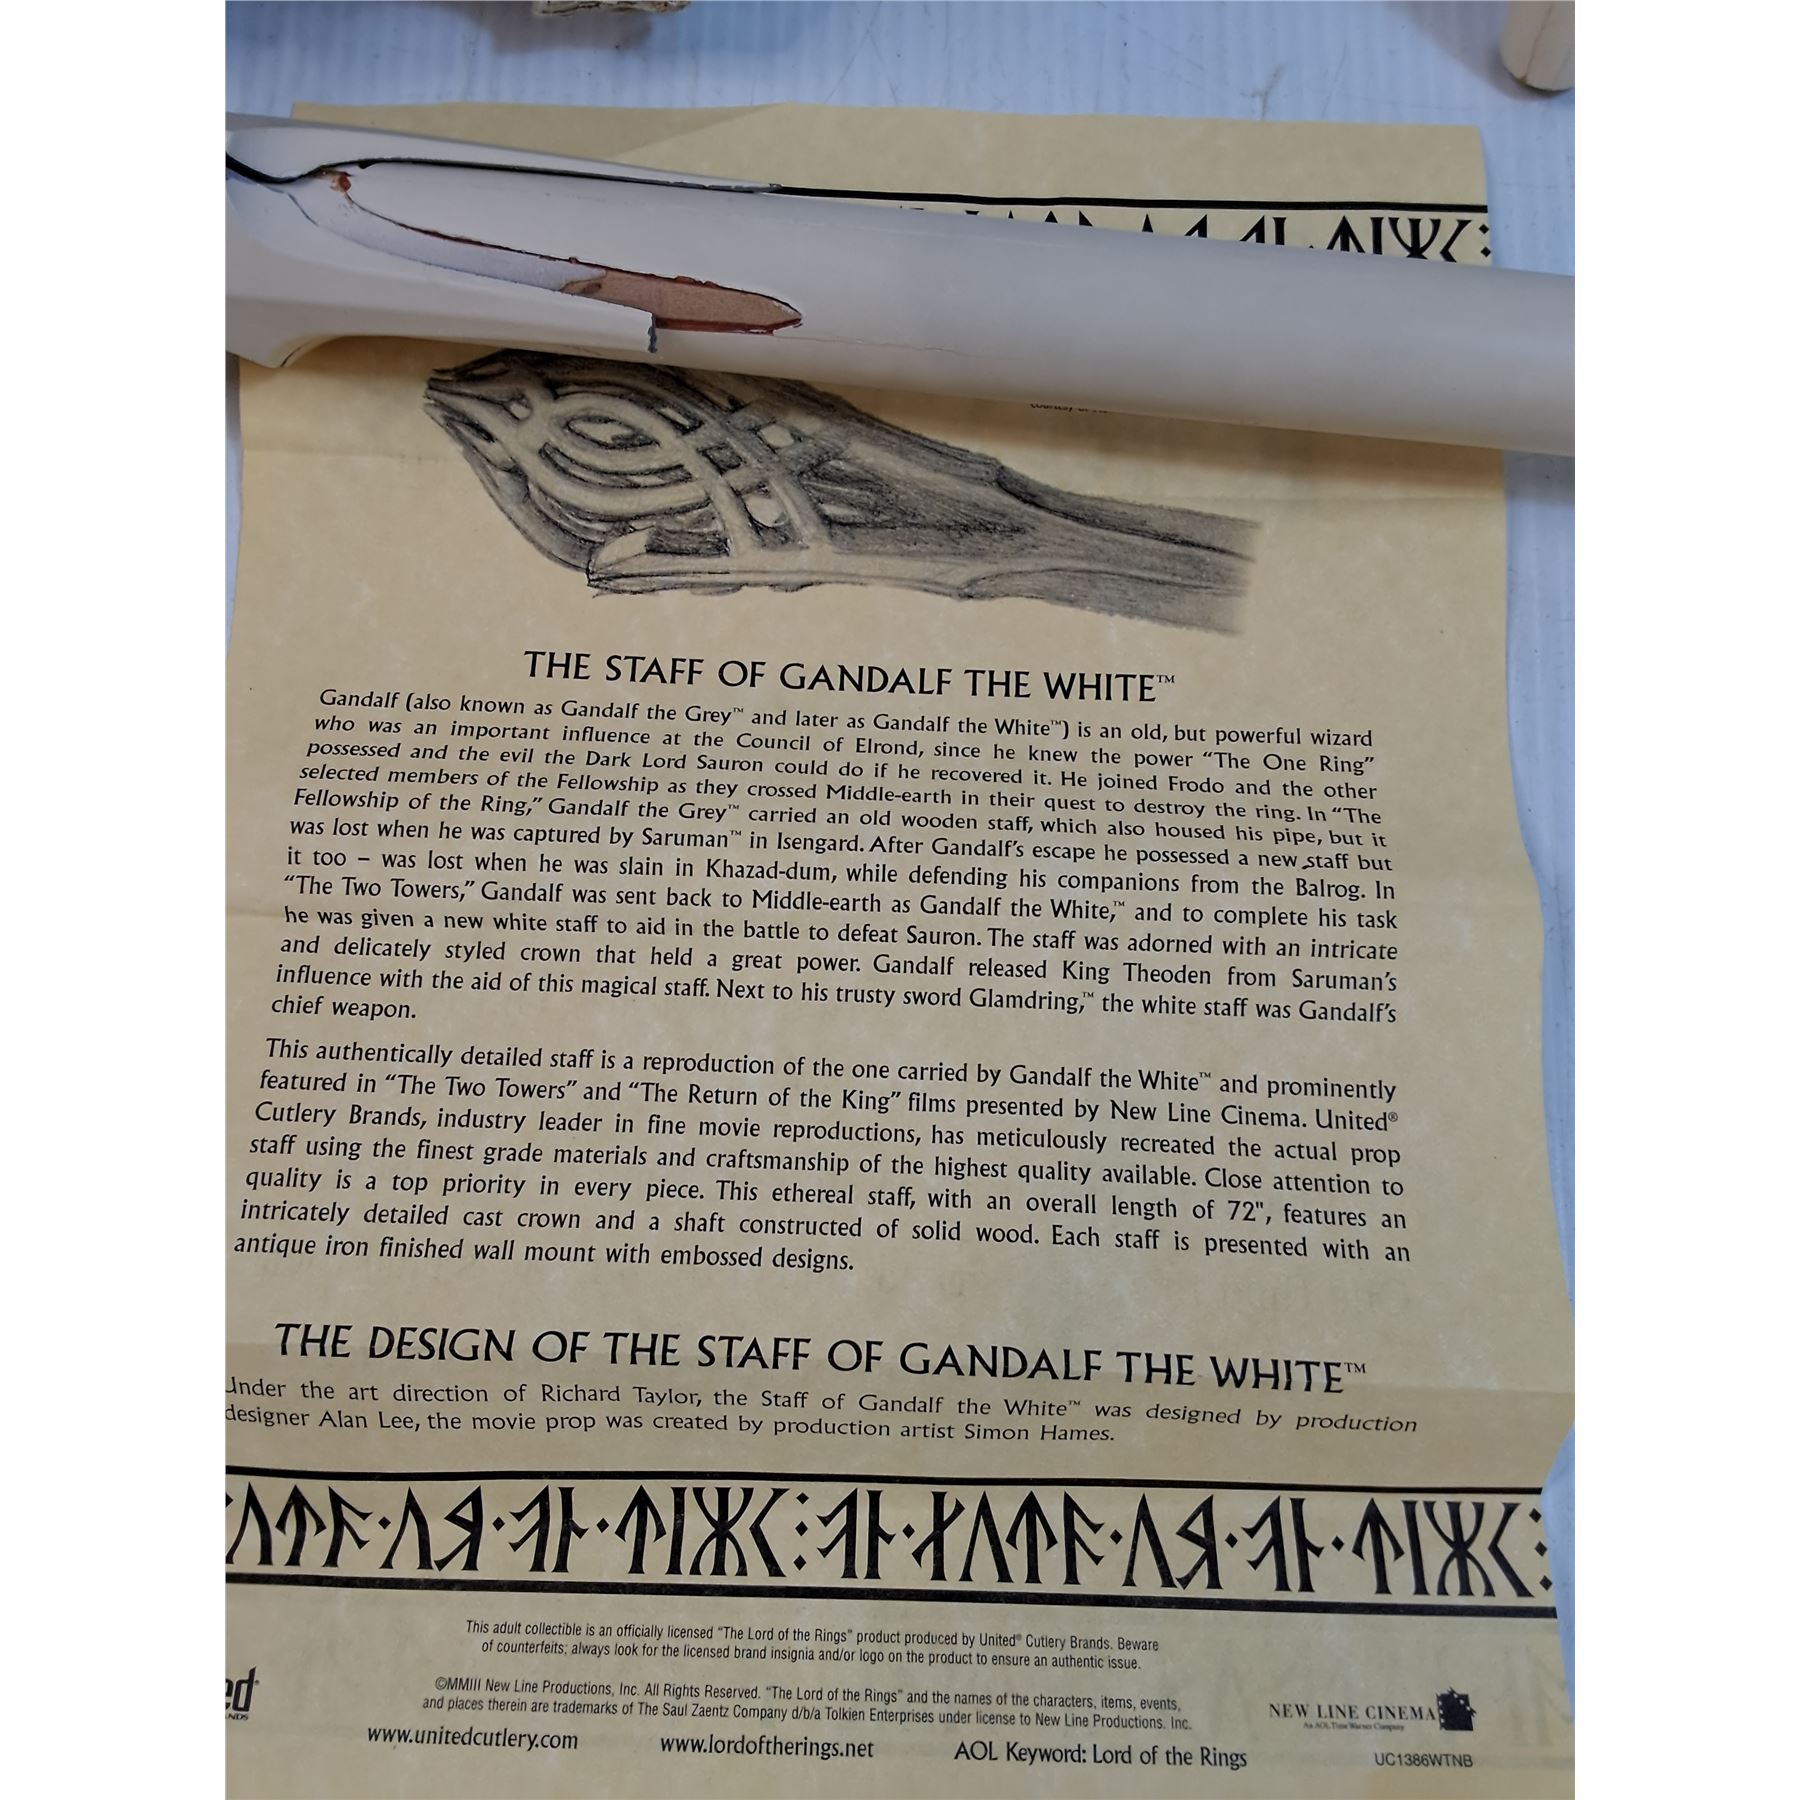 THE STAFF OF GANDALF THE WHITE™
Gandalf (also known as Gandalf the Grey™ and later as Gandalf the White™) is an old, but powerful wizard
who was an important influence at the Council of Elrond, since he knew the power “The One Ring”
possessed and the evil the Dark Lord Sauron could do if he recovered it. He joined Frodo and the other
selected members of the Fellowship as they crossed Middle-earth in their quest to destroy the ring. In “The
Fellowship of the Ring,” Gandalf the Grey™ carried an old wooden staff, which also housed his pipe, but it
was lost when he was captured by Saruman™ in Isengard. After Gandalf’s escape he possessed a new staff but
it too – was lost when he was slain in Khazad-dum, while defending his companions from the Balrog. In
“The Two Towers,” Gandalf was sent back to Middle-earth as Gandalf the White,™ and to complete his task
he was given a new white staff to aid in the battle to defeat Sauron. The staff was adorned with an intricate
and delicately styled crown that held a great power. Gandalf released King Theoden from Saruman’s
influence with the aid of this magical staff. Next to his trusty sword Glamdring,™ the white staff was Gandalf’s
chief weapon.
This authentically detailed staff is a reproduction of the one carried by Gandalf the White™ and prominently
featured in “The Two Towers” and “The Return of the King” films presented by New Line Cinema. United®
Cutlery Brands, industry leader in fine movie reproductions, has meticulously recreated the actual prop
staff using the finest grade materials and craftsmanship of the highest quality available. Close attention to
quality is a top priority in every piece. This ethereal staff, with an overall length of 72", features an
intricately detailed cast crown and a shaft constructed of solid wood. Each staff is presented with an
antique iron finished wall mount with embossed designs.
THE DESIGN OF THE STAFF OF GANDALF THE WHITE™
Under the art direction of Richard Taylor, the Staff of Gandalf the White™ was designed by production
designer Alan Lee, the movie prop was created by production artist Simon Hames.
This adult collectible is an officially licensed “The Lord of the Rings” product produced by United® Cutlery Brands. Beware
of counterfeits; always look for the licensed brand insignia and/or logo on the product to ensure an authentic issue.
©MMIII New Line Productions, Inc. All Rights Reserved. “The Lord of the Rings” and the names of the characters, items, events,
and places therein are trademarks of The Saul Zaentz Company d/b/a Tolkien Enterprises under license to New Line Productions. Inc.
NEW LINE CINEMA
An AOL Time Warner Company
www.unitedcutlery.com www.lordoftherings.net AOL Keyword: Lord of the Rings
UC1386WTNB